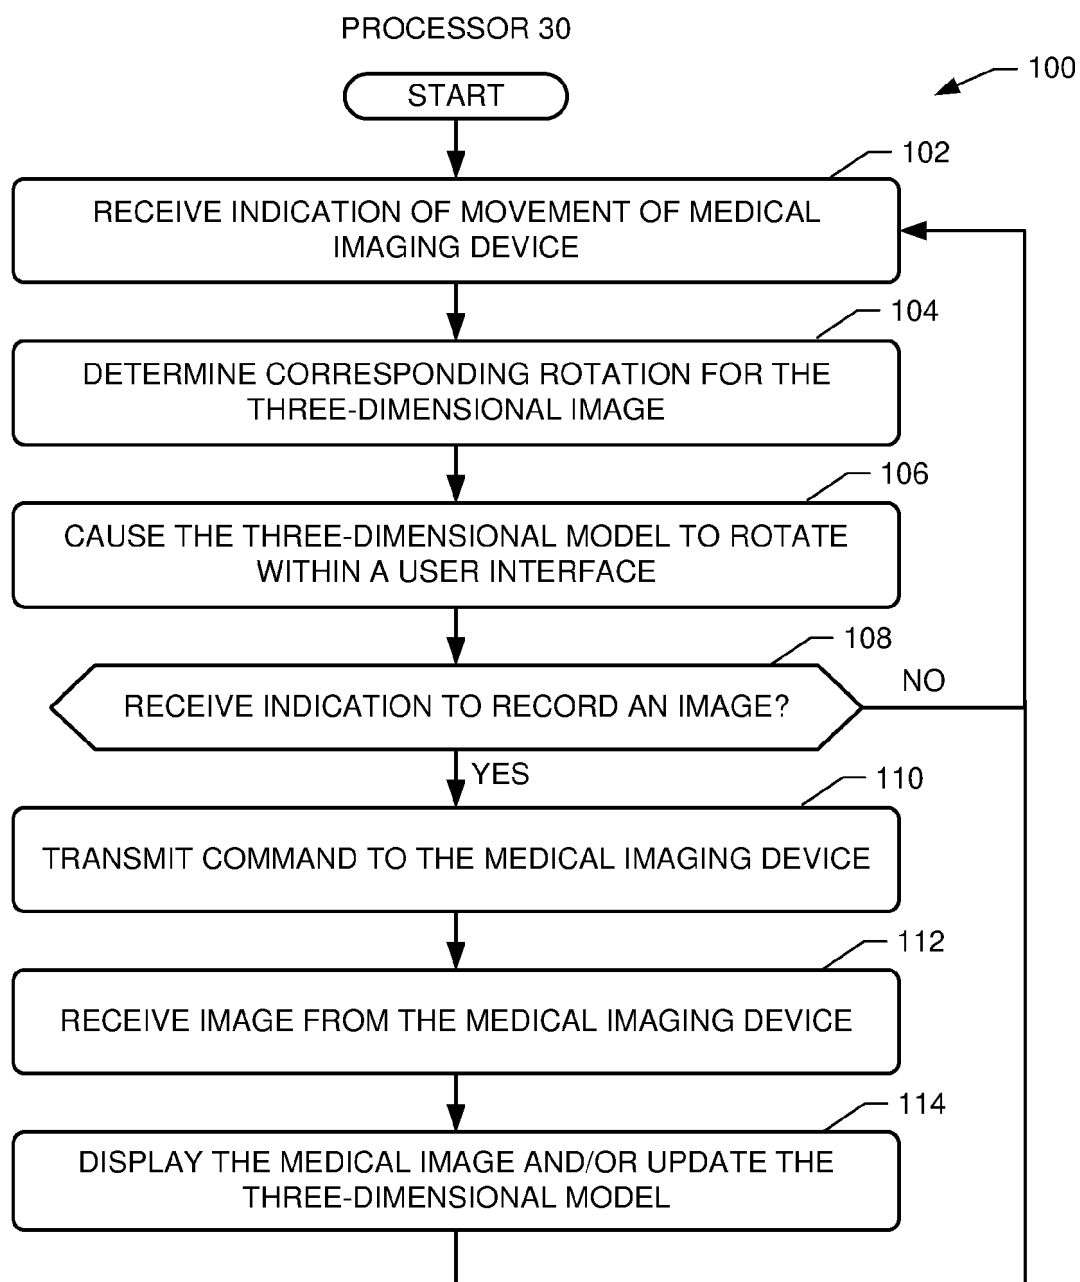 PROCESSOR 30
START
100
102
RECEIVE INDICATION OF MOVEMENT OF MEDICAL
IMAGING DEVICE
104
DETERMINE CORRESPONDING ROTATION FOR THE
THREE-DIMENSIONAL IMAGE
106
CAUSE THE THREE-DIMENSIONAL MODEL TO ROTATE
WITHIN A USER INTERFACE
108
RECEIVE INDICATION TO RECORD AN IMAGE?
NO
YES
110
TRANSMIT COMMAND TO THE MEDICAL IMAGING DEVICE
112
RECEIVE IMAGE FROM THE MEDICAL IMAGING DEVICE
114
DISPLAY THE MEDICAL IMAGE AND/OR UPDATE THE
THREE-DIMENSIONAL MODEL